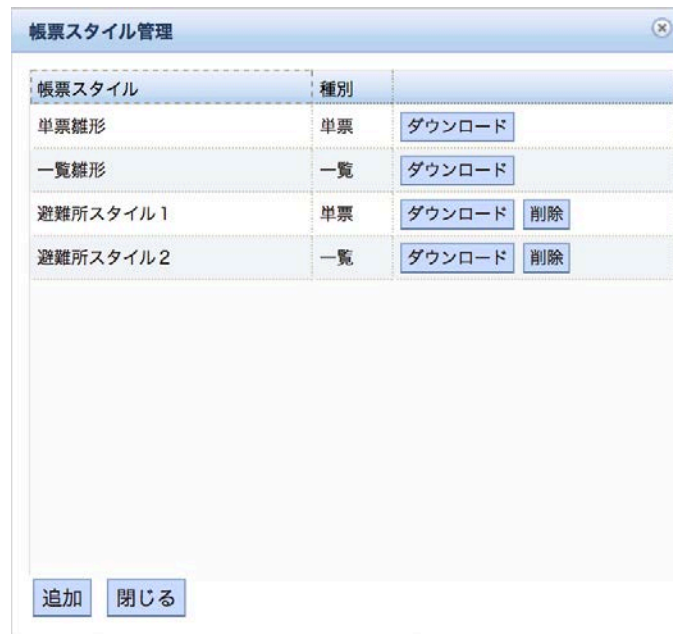 帳票スタイル管理
帳票スタイル 種別
単票雛形 単票 ダウンロード
一覧雛形 一覧 ダウンロード
避難所スタイル1 単票 ダウンロード 削除
避難所スタイル2 一覧 ダウンロード 削除
追加 閉じる